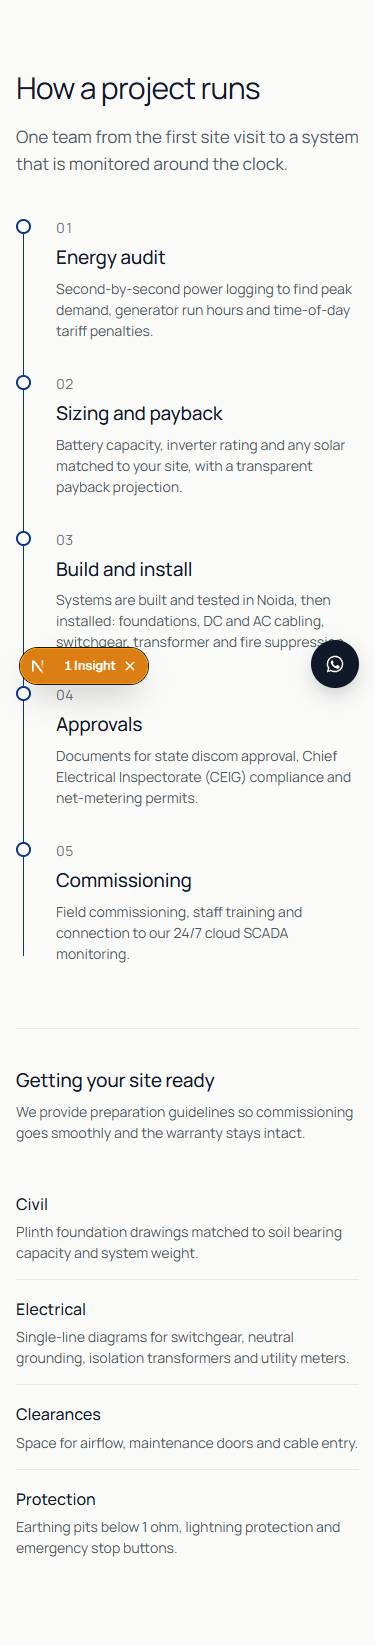 How a project runs
One team from the first site visit to a system
that is monitored around the clock.
01
Energy audit
Second-by-second power logging to find peak
demand, generator run hours and time-of-day
tariff penalties.
02
Sizing and payback
Battery capacity, inverter rating and any solar
matched to your site, with a transparent
payback projection.
03
Build and install
Systems are built and tested in Noida, then
installed: foundations, DC and AC cabling,
switchgear, transformer and fire suppression.
N 1 Insight ×
04
Approvals
Documents for state discom approval, Chief
Electrical Inspectorate (CEIG) compliance and
net-metering permits.
05
Commissioning
Field commissioning, staff training and
connection to our 24/7 cloud SCADA
monitoring.
Getting your site ready
We provide preparation guidelines so commissioning
goes smoothly and the warranty stays intact.
Civil
Plinth foundation drawings matched to soil bearing
capacity and system weight.
Electrical
Single-line diagrams for switchgear, neutral
grounding, isolation transformers and utility meters.
Clearances
Space for airflow, maintenance doors and cable entry.
Protection
Earthing pits below 1 ohm, lightning protection and
emergency stop buttons.